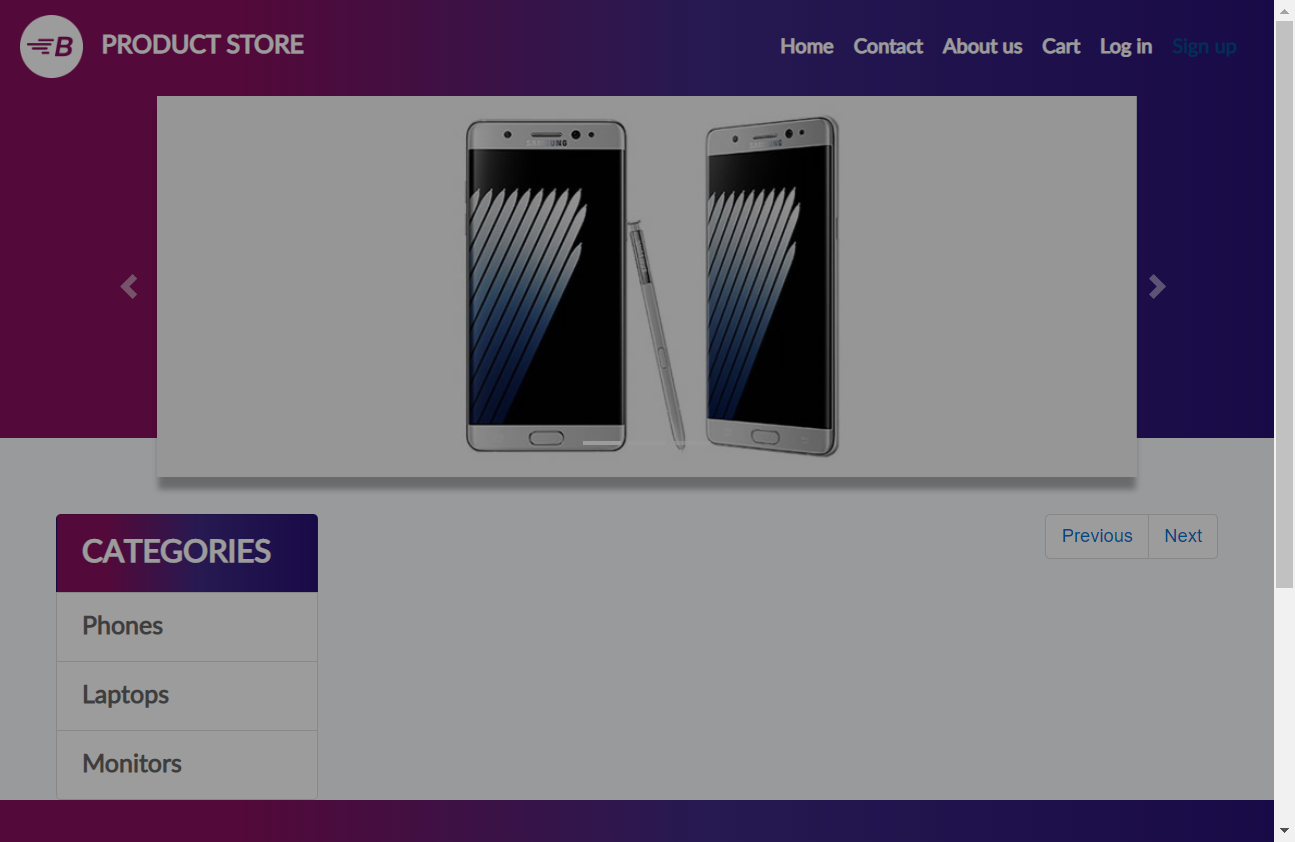 B PRODUCT STORE
Home Contact About us Cart Log in Sign up
SAMSUNG SAMSUNG
CATEGORIES
Previous Next
Phones
Laptops
Monitors